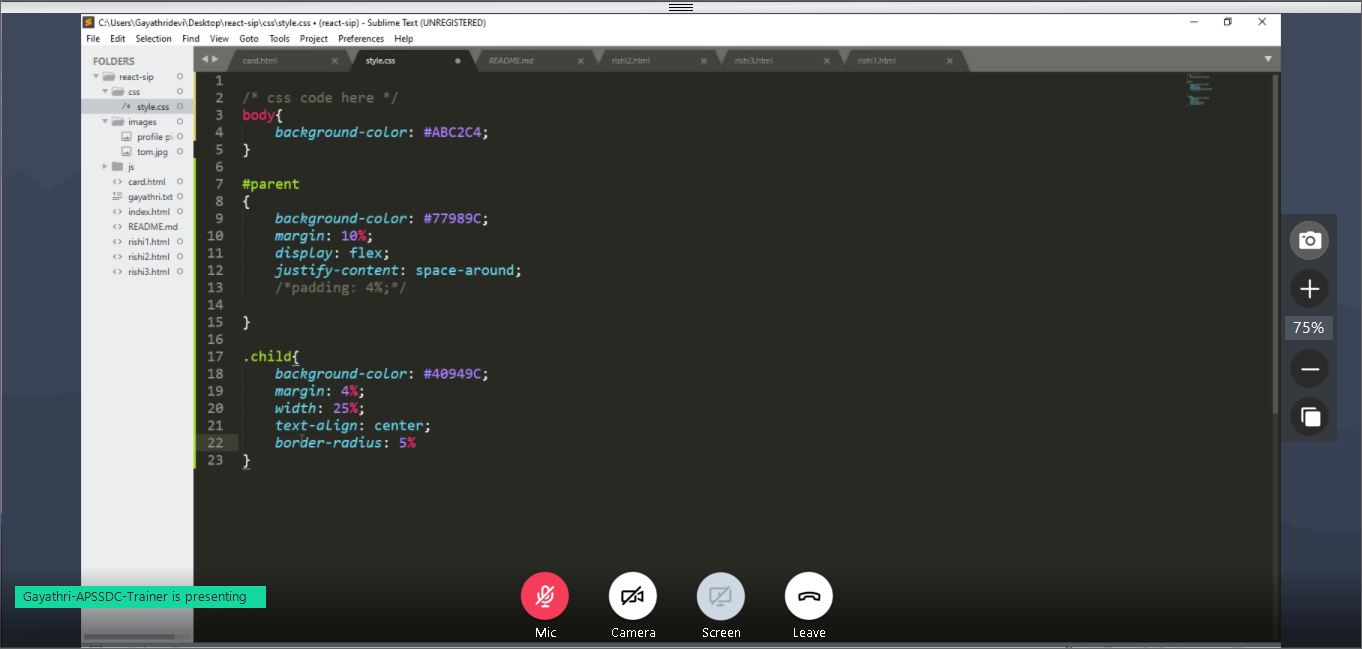 C:\Users\Gayathridevi\Desktop\react-sip\css\style.css • (react-sip) - Sublime Text (UNREGISTERED)
File Edit Selection Find View Goto Tools Project Preferences Help
FOLDERS
react-sip
css
/* style.css
images
profile pi
tom.jpg
js
<> card.html
gayathri.txt
<> index.html
<> README.md
<> rishi1.html
<> rishi2.html
<> rishi3.html
card.html style.css README.md rishi2.html rishi3.html rishi1.html
1
2 /* css code here */
3 body{
4 background-color: #ABC2C4;
5 }
6
7 #parent
8 {
9 background-color: #77989C;
10 margin: 10%;
11 display: flex;
12 justify-content: space-around;
13 /*padding: 4%;*/
14
15 }
16
17 .child{
18 background-color: #40949C;
19 margin: 4%;
20 width: 25%;
21 text-align: center;
22 border-radius: 5%
23 }
75%
Gayathri-APSSDC-Trainer is presenting
Mic Camera Screen Leave